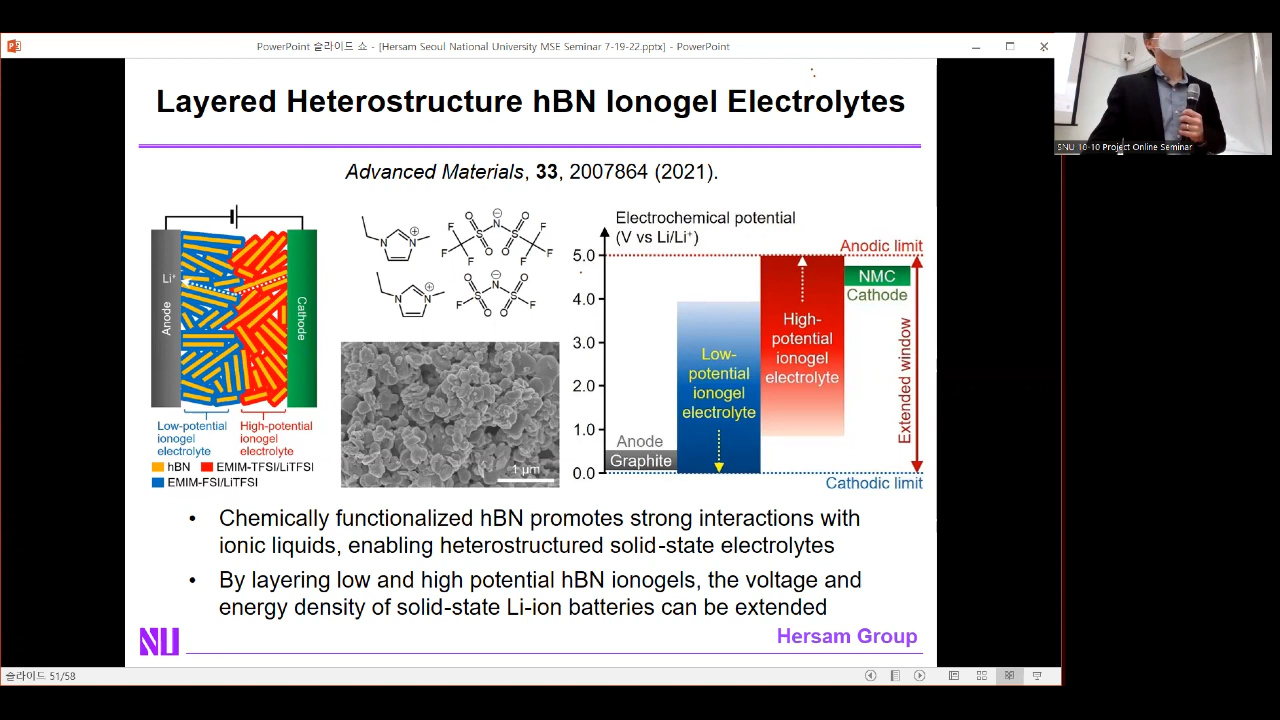 PowerPoint 슬라이드 쇼 - [Hersam Seoul National University MSE Seminar 7-19-22.pptx] - PowerPoint
SNU 10-10 Project Online Seminar
Layered Heterostructure hBN Ionogel Electrolytes
Advanced Materials, 33, 2007864 (2021).
Li⁺
Anode
Cathode
Low-potential
ionogel
electrolyte
High-potential
ionogel
electrolyte
hBN
EMIM-TFSI/LiTFSI
EMIM-FSI/LiTFSI
N
N
⊕
F
F
F
S
O
O
N
⊖
S
O
O
F
F
F
N
N
⊕
F
S
O
O
N
⊖
S
O
O
F
1 μm
Electrochemical potential
(V vs Li/Li⁺)
5.0
4.0
3.0
2.0
1.0
0.0
Anode
Graphite
Low-
potential
ionogel
electrolyte
High-
potential
ionogel
electrolyte
Anodic limit
NMC
Cathode
Extended window
Cathodic limit
• Chemically functionalized hBN promotes strong interactions with
ionic liquids, enabling heterostructured solid-state electrolytes
• By layering low and high potential hBN ionogels, the voltage and
energy density of solid-state Li-ion batteries can be extended
NU
Hersam Group
슬라이드 51/58